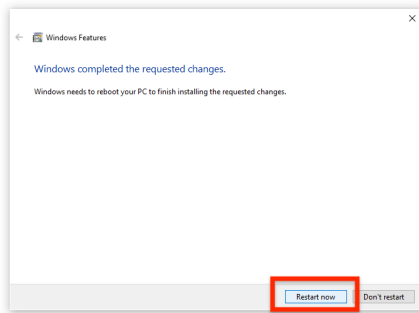 Windows Features
Windows completed the requested changes.
Windows needs to reboot your PC to finish installing the requested changes.
Restart now
Don't restart